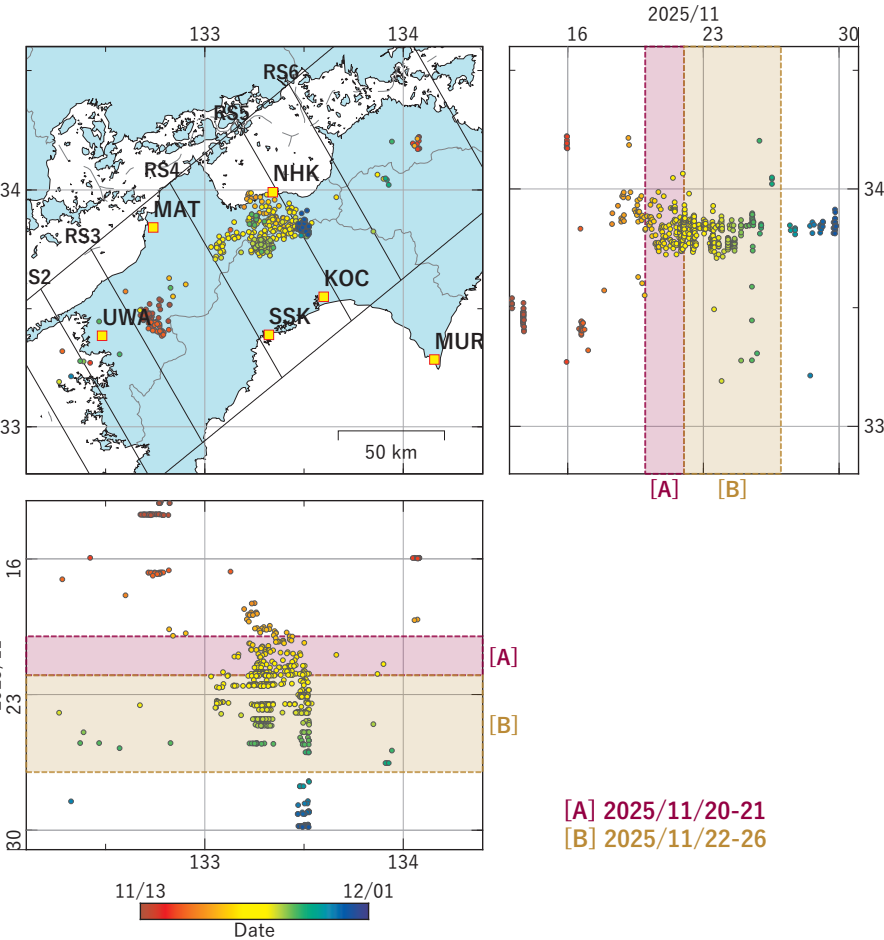 2025/11
133
134
16
23
30
RS6
RS5
RS4
RS3
S2
NHK
MAT
KOC
UWA
SSK
MUR
34
33
50 km
34
33
[A]
[B]
16
23
30
[A]
[B]
133
134
[A] 2025/11/20-21
[B] 2025/11/22-26
11/13
12/01
Date